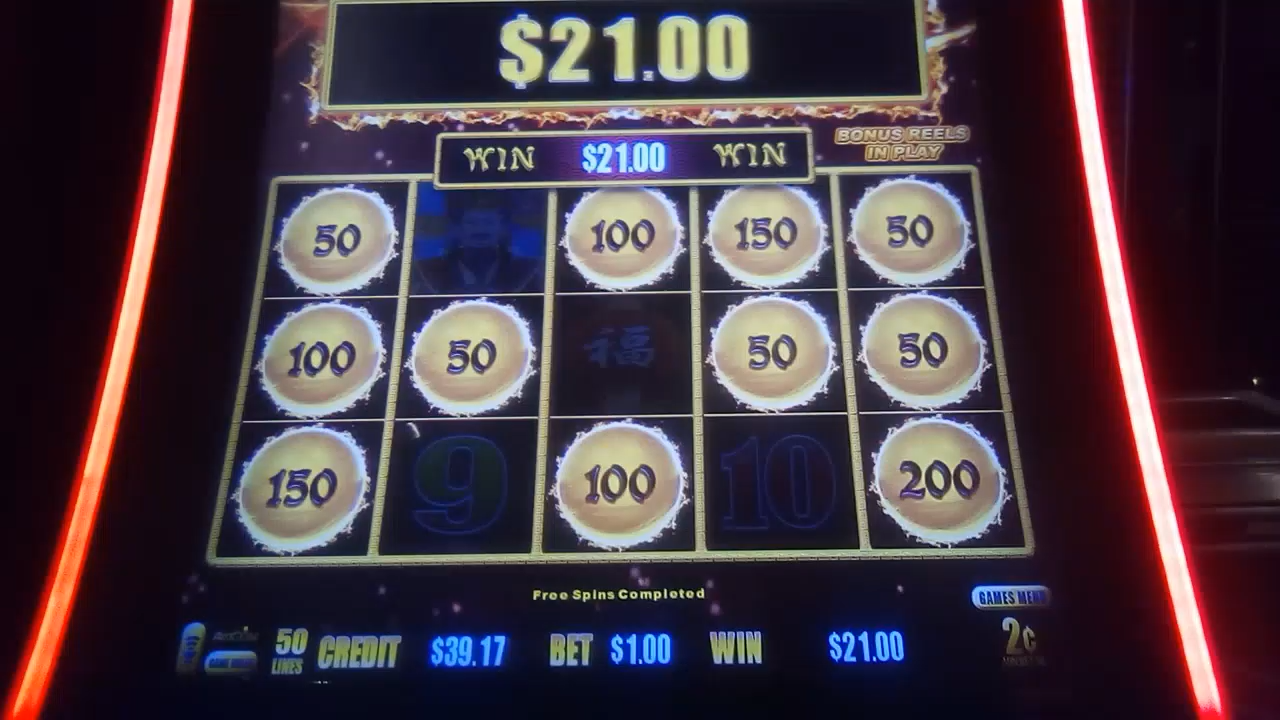 $21.00
WIN $21.00 WIN
BONUS REELS
IN PLAY
50 100 150 50
100 50 福 50 50
150 9 100 10 200
Free Spins Completed
GAMES MENU
50
LINES
CREDIT $39.17 BET $1.00 WIN $21.00
2¢